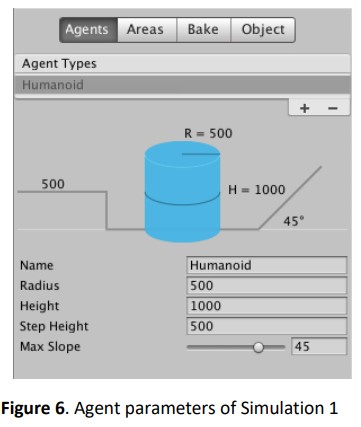 Agents Areas Bake Object
Agent Types
Humanoid
+ −
R = 500
500
H = 1000
45°
Name Humanoid
Radius 500
Height 1000
Step Height 500
Max Slope 45
Figure 6. Agent parameters of Simulation 1